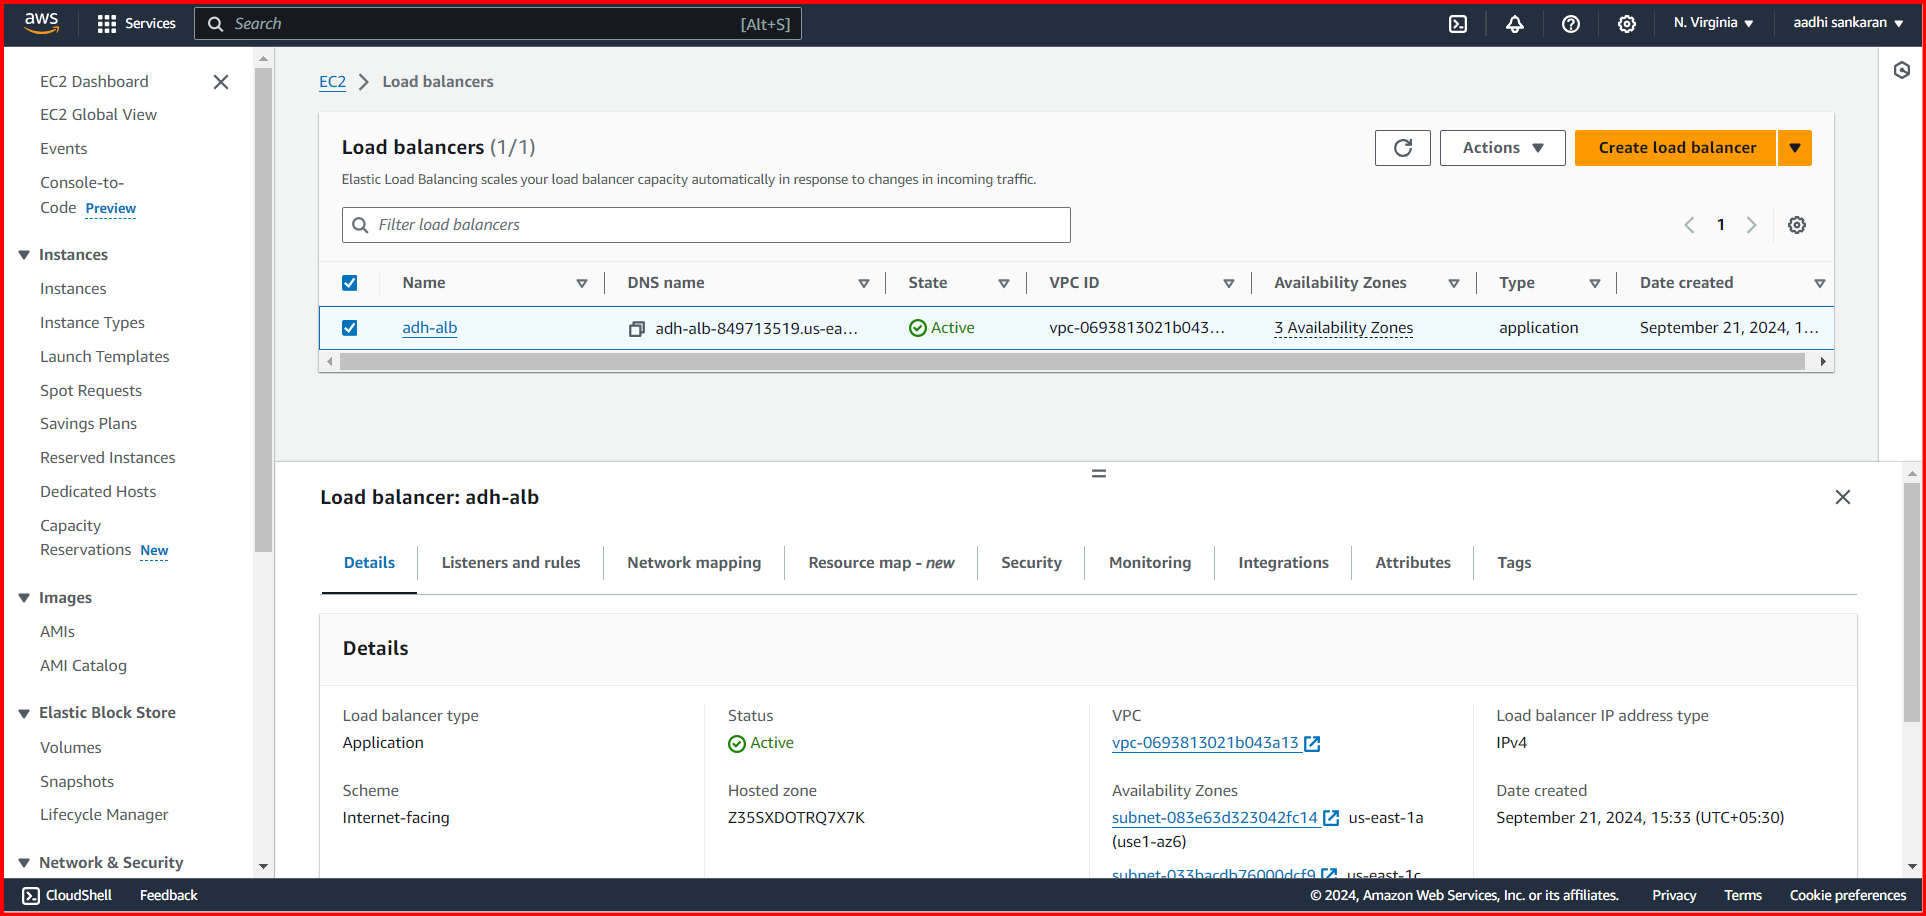 aws Services Search [Alt+S] N. Virginia aadhi sankaran
EC2 Dashboard
EC2 Global View
Events
Console-to-
Code Preview
Instances
Instances
Instance Types
Launch Templates
Spot Requests
Savings Plans
Reserved Instances
Dedicated Hosts
Capacity
Reservations New
Images
AMIs
AMI Catalog
Elastic Block Store
Volumes
Snapshots
Lifecycle Manager
Network & Security
EC2 Load balancers
Load balancers (1/1)
Actions Create load balancer
Elastic Load Balancing scales your load balancer capacity automatically in response to changes in incoming traffic.
Filter load balancers
1
Name DNS name State VPC ID Availability Zones Type Date created
adh-alb adh-alb-849713519.us-ea... Active vpc-0693813021b043... 3 Availability Zones application September 21, 2024, 1...
Load balancer: adh-alb
Details Listeners and rules Network mapping Resource map - new Security Monitoring Integrations Attributes Tags
Details
Load balancer type
Application
Scheme
Internet-facing
Status
Active
Hosted zone
Z35SXDOTRQ7X7K
VPC
vpc-0693813021b043a13
Availability Zones
subnet-083e63d323042fc14 us-east-1a
(use1-az6)
subnet-033bacdb76000dcf9 us-east-1c
Load balancer IP address type
IPv4
Date created
September 21, 2024, 15:33 (UTC+05:30)
CloudShell Feedback © 2024, Amazon Web Services, Inc. or its affiliates. Privacy Terms Cookie preferences